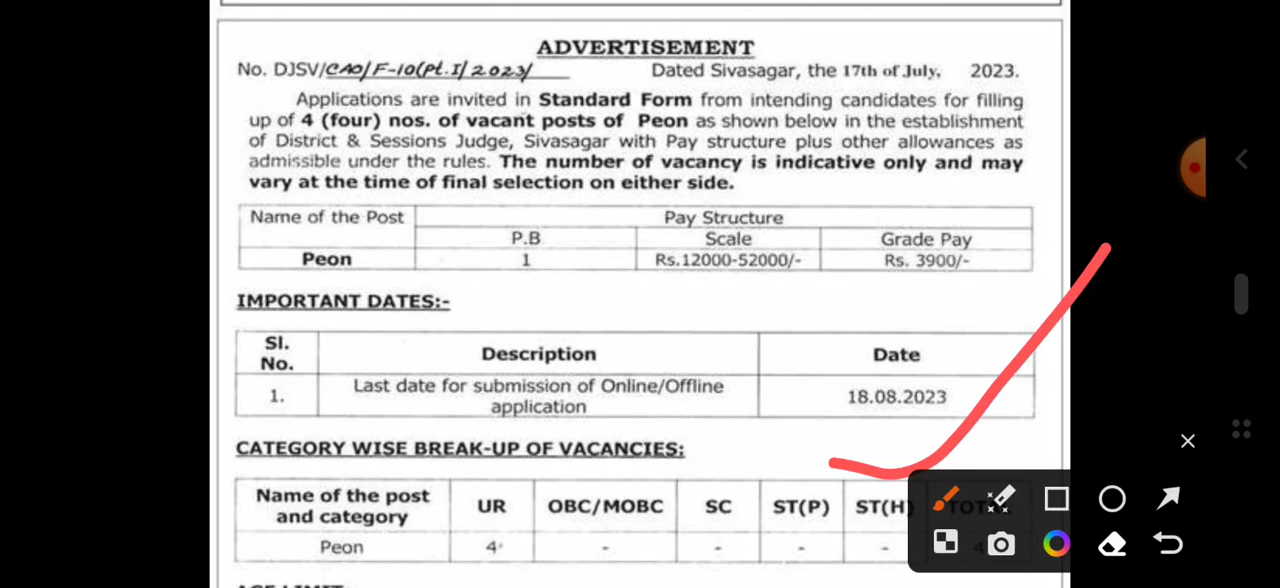 ADVERTISEMENT
No. DJSV/CAO/F-10(Pt.I)/2023/ Dated Sivasagar, the 17th of July, 2023.
Applications are invited in Standard Form from intending candidates for filling
up of 4 (four) nos. of vacant posts of Peon as shown below in the establishment
of District & Sessions Judge, Sivasagar with Pay structure plus other allowances as
admissible under the rules. The number of vacancy is indicative only and may
vary at the time of final selection on either side.
Name of the Post Pay Structure
P.B Scale Grade Pay
Peon 1 Rs.12000-52000/- Rs. 3900/-
IMPORTANT DATES:-
Sl. No. Description Date
1. Last date for submission of Online/Offline
application 18.08.2023
CATEGORY WISE BREAK-UP OF VACANCIES:
Name of the post
and category UR OBC/MOBC SC ST(P) ST(H)
Peon 4 - - - -